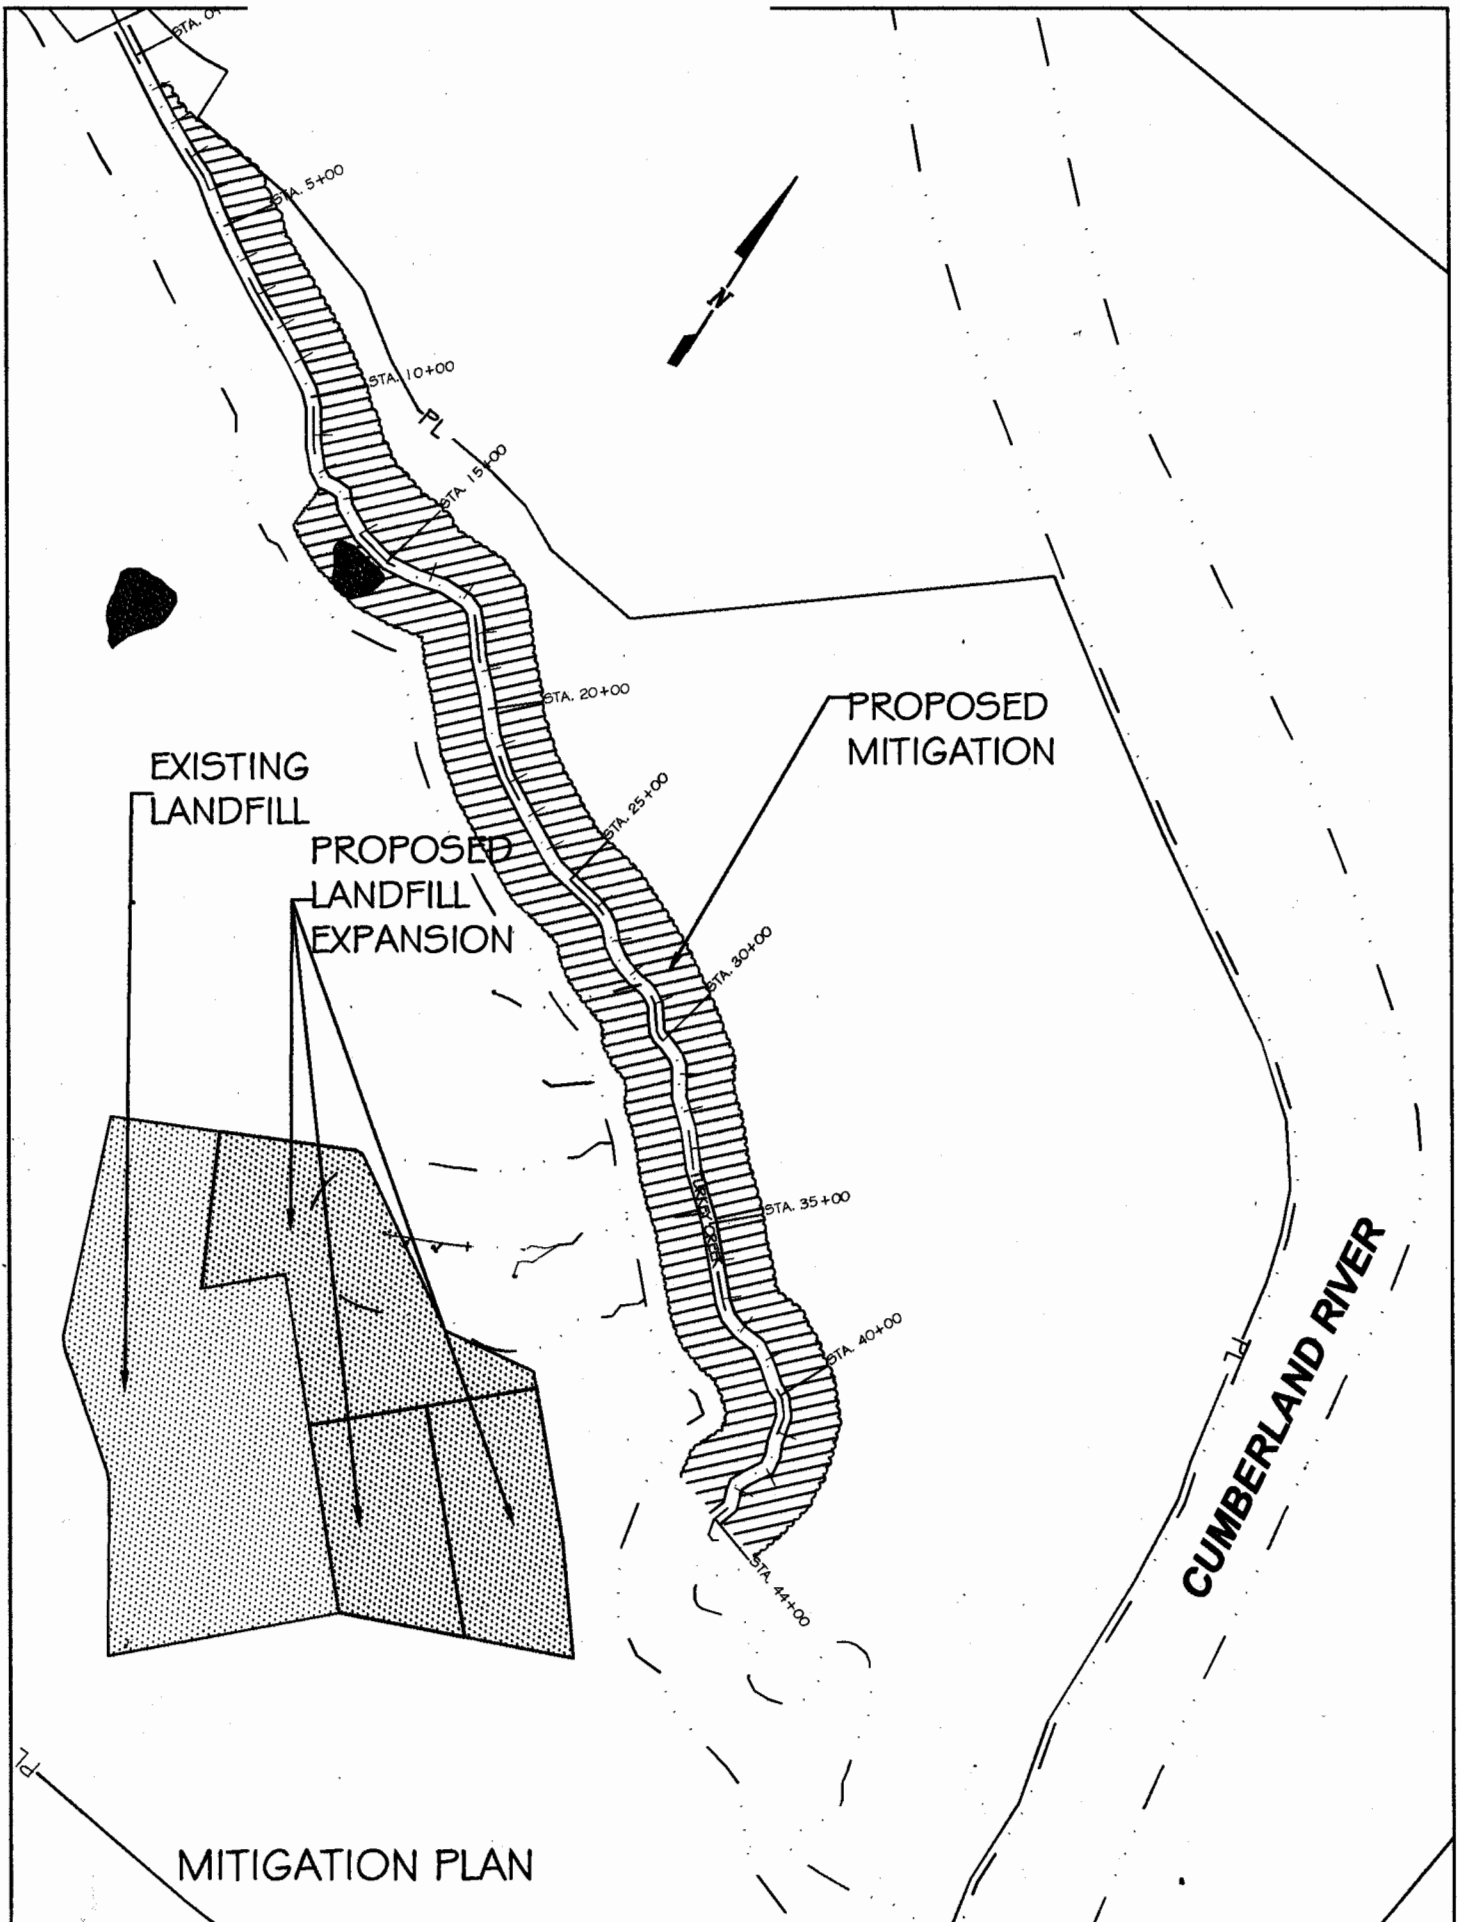 STA. 5+00
N
STA. 10+00
PL
STA. 15+00
STA. 20+00
PROPOSED
MITIGATION
EXISTING
LANDFILL
STA. 25+00
PROPOSED
LANDFILL
EXPANSION
STA. 30+00
STA. 35+00
STA. 40+00
PL
CUMBERLAND RIVER
STA. 44+00
PL
MITIGATION PLAN